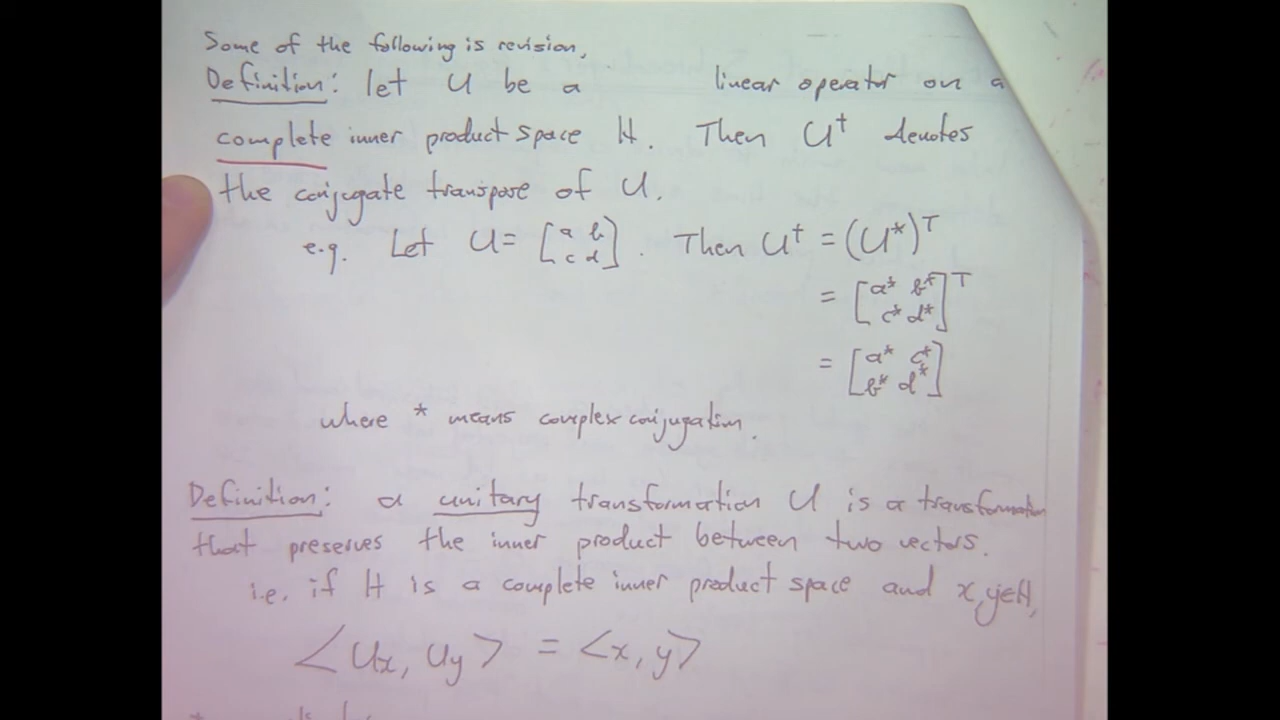 Some of the following is revision.
Definition: let U be a linear operator on a
complete inner product space H. Then U† denotes
the conjugate transpose of U.
e.g. Let U = [a b; c d]. Then U† = (U*)ᵀ
= [a* b*; c* d*]ᵀ
= [a* c*; b* d*]
where * means complex conjugation.
Definition: a unitary transformation U is a transformation
that preserves the inner product between two vectors.
i.e. if H is a complete inner product space and x, y∈H,
<Ux, Uy> = <x, y>